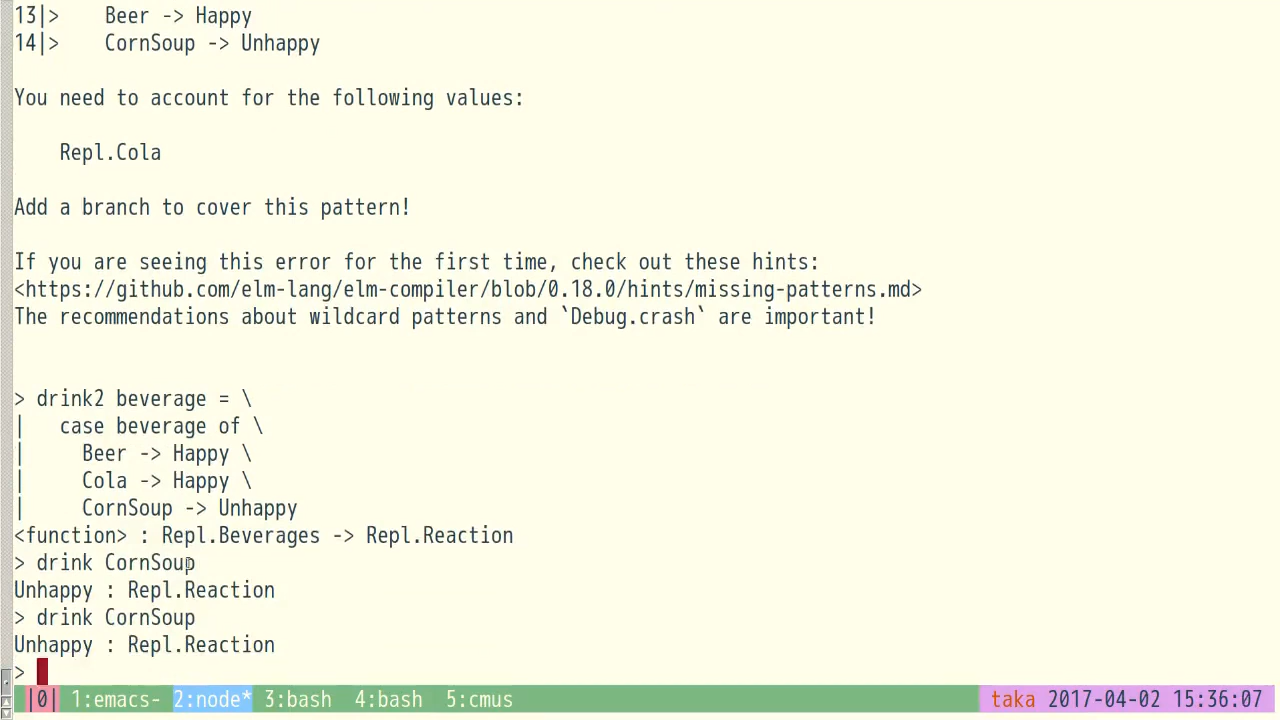 13|>    Beer -> Happy
14|>    CornSoup -> Unhappy
You need to account for the following values:
    Repl.Cola
Add a branch to cover this pattern!
If you are seeing this error for the first time, check out these hints:
<https://github.com/elm-lang/elm-compiler/blob/0.18.0/hints/missing-patterns.md>
The recommendations about wildcard patterns and `Debug.crash` are important!
> drink2 beverage = \
|   case beverage of \
|     Beer -> Happy \
|     Cola -> Happy \
|     CornSoup -> Unhappy
<function> : Repl.Beverages -> Repl.Reaction
> drink CornSoup
Unhappy : Repl.Reaction
> drink CornSoup
Unhappy : Repl.Reaction
>
|0| 1:emacs- 2:node* 3:bash  4:bash  5:cmus taka 2017-04-02 15:36:07